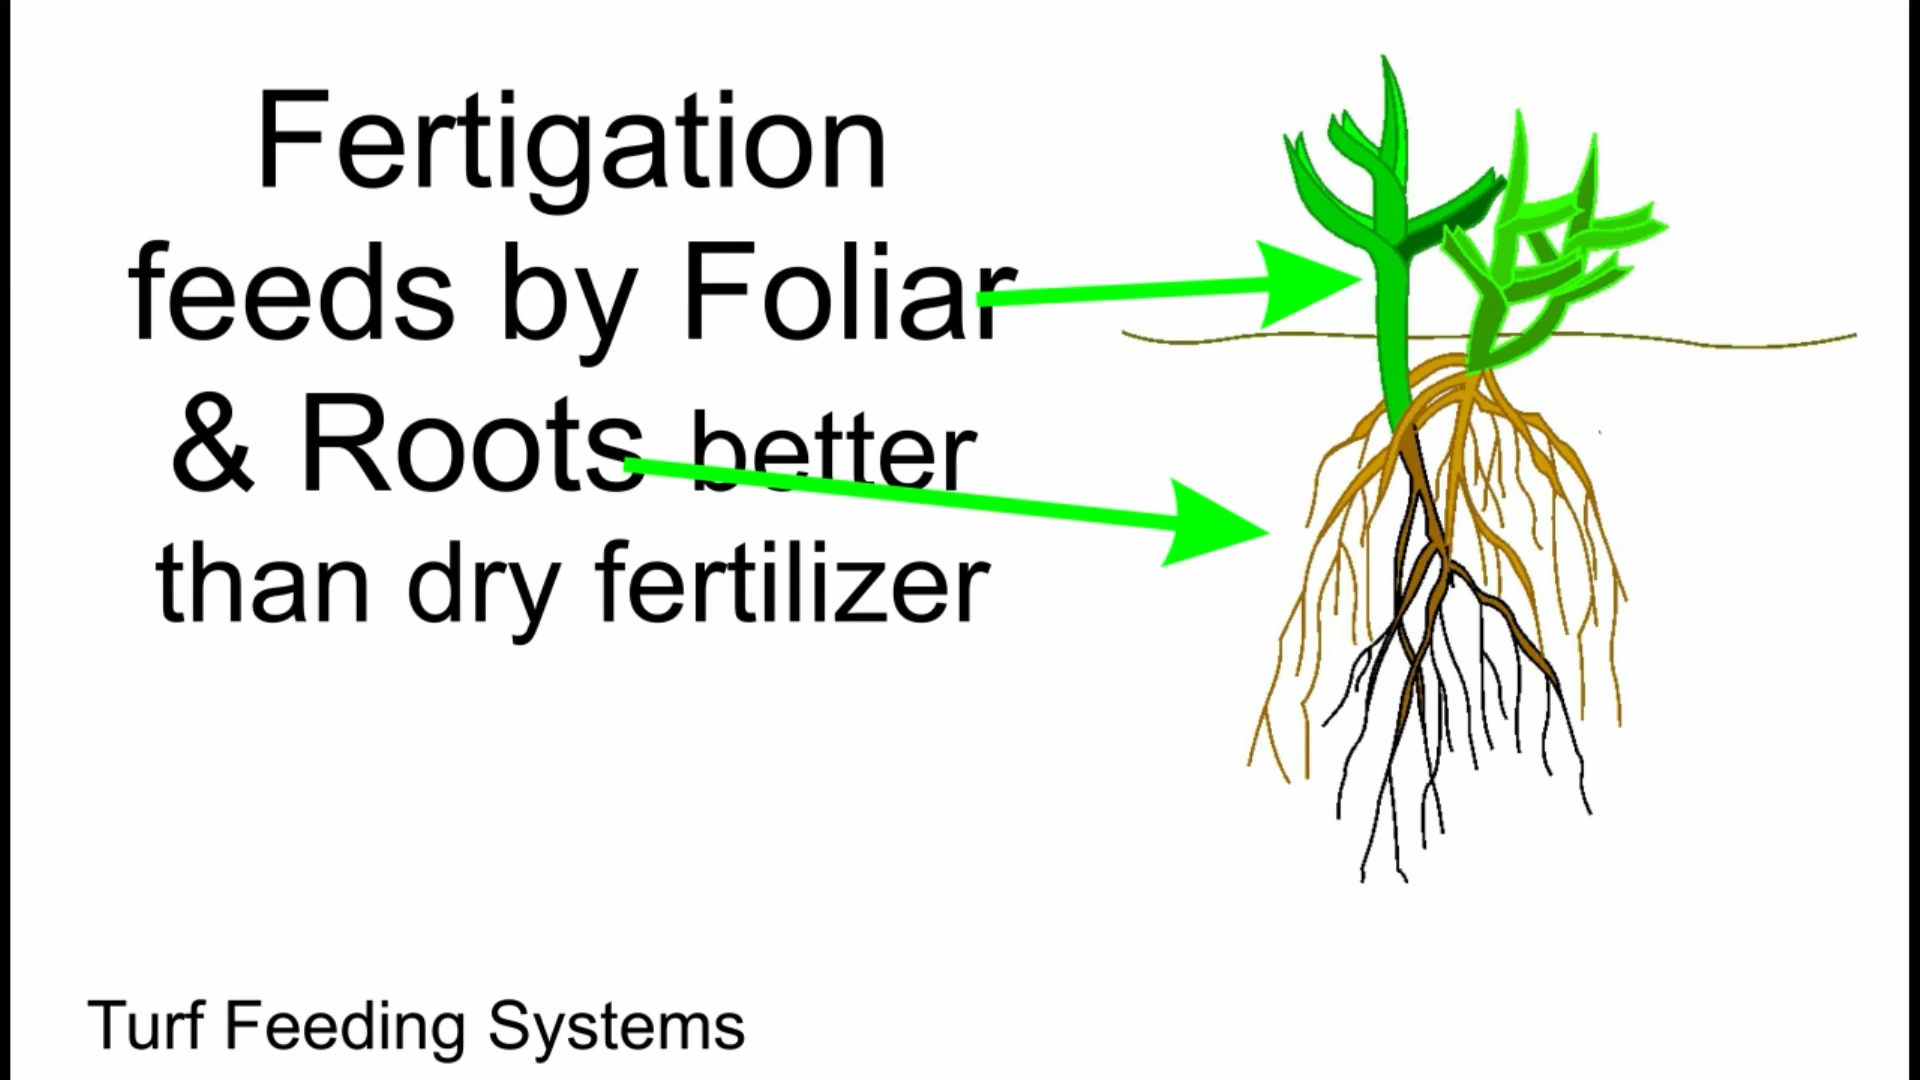 Fertigation
feeds by Foliar
& Roots better
than dry fertilizer
Turf Feeding Systems